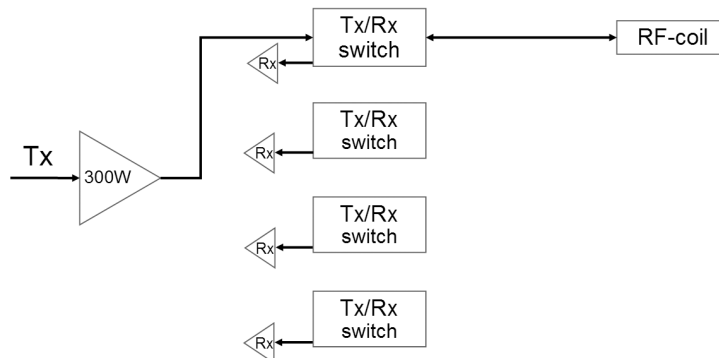 Tx/Rx
switch
RF-coil
Rx
Tx/Rx
switch
Rx
Tx
300W
Tx/Rx
switch
Rx
Tx/Rx
switch
Rx